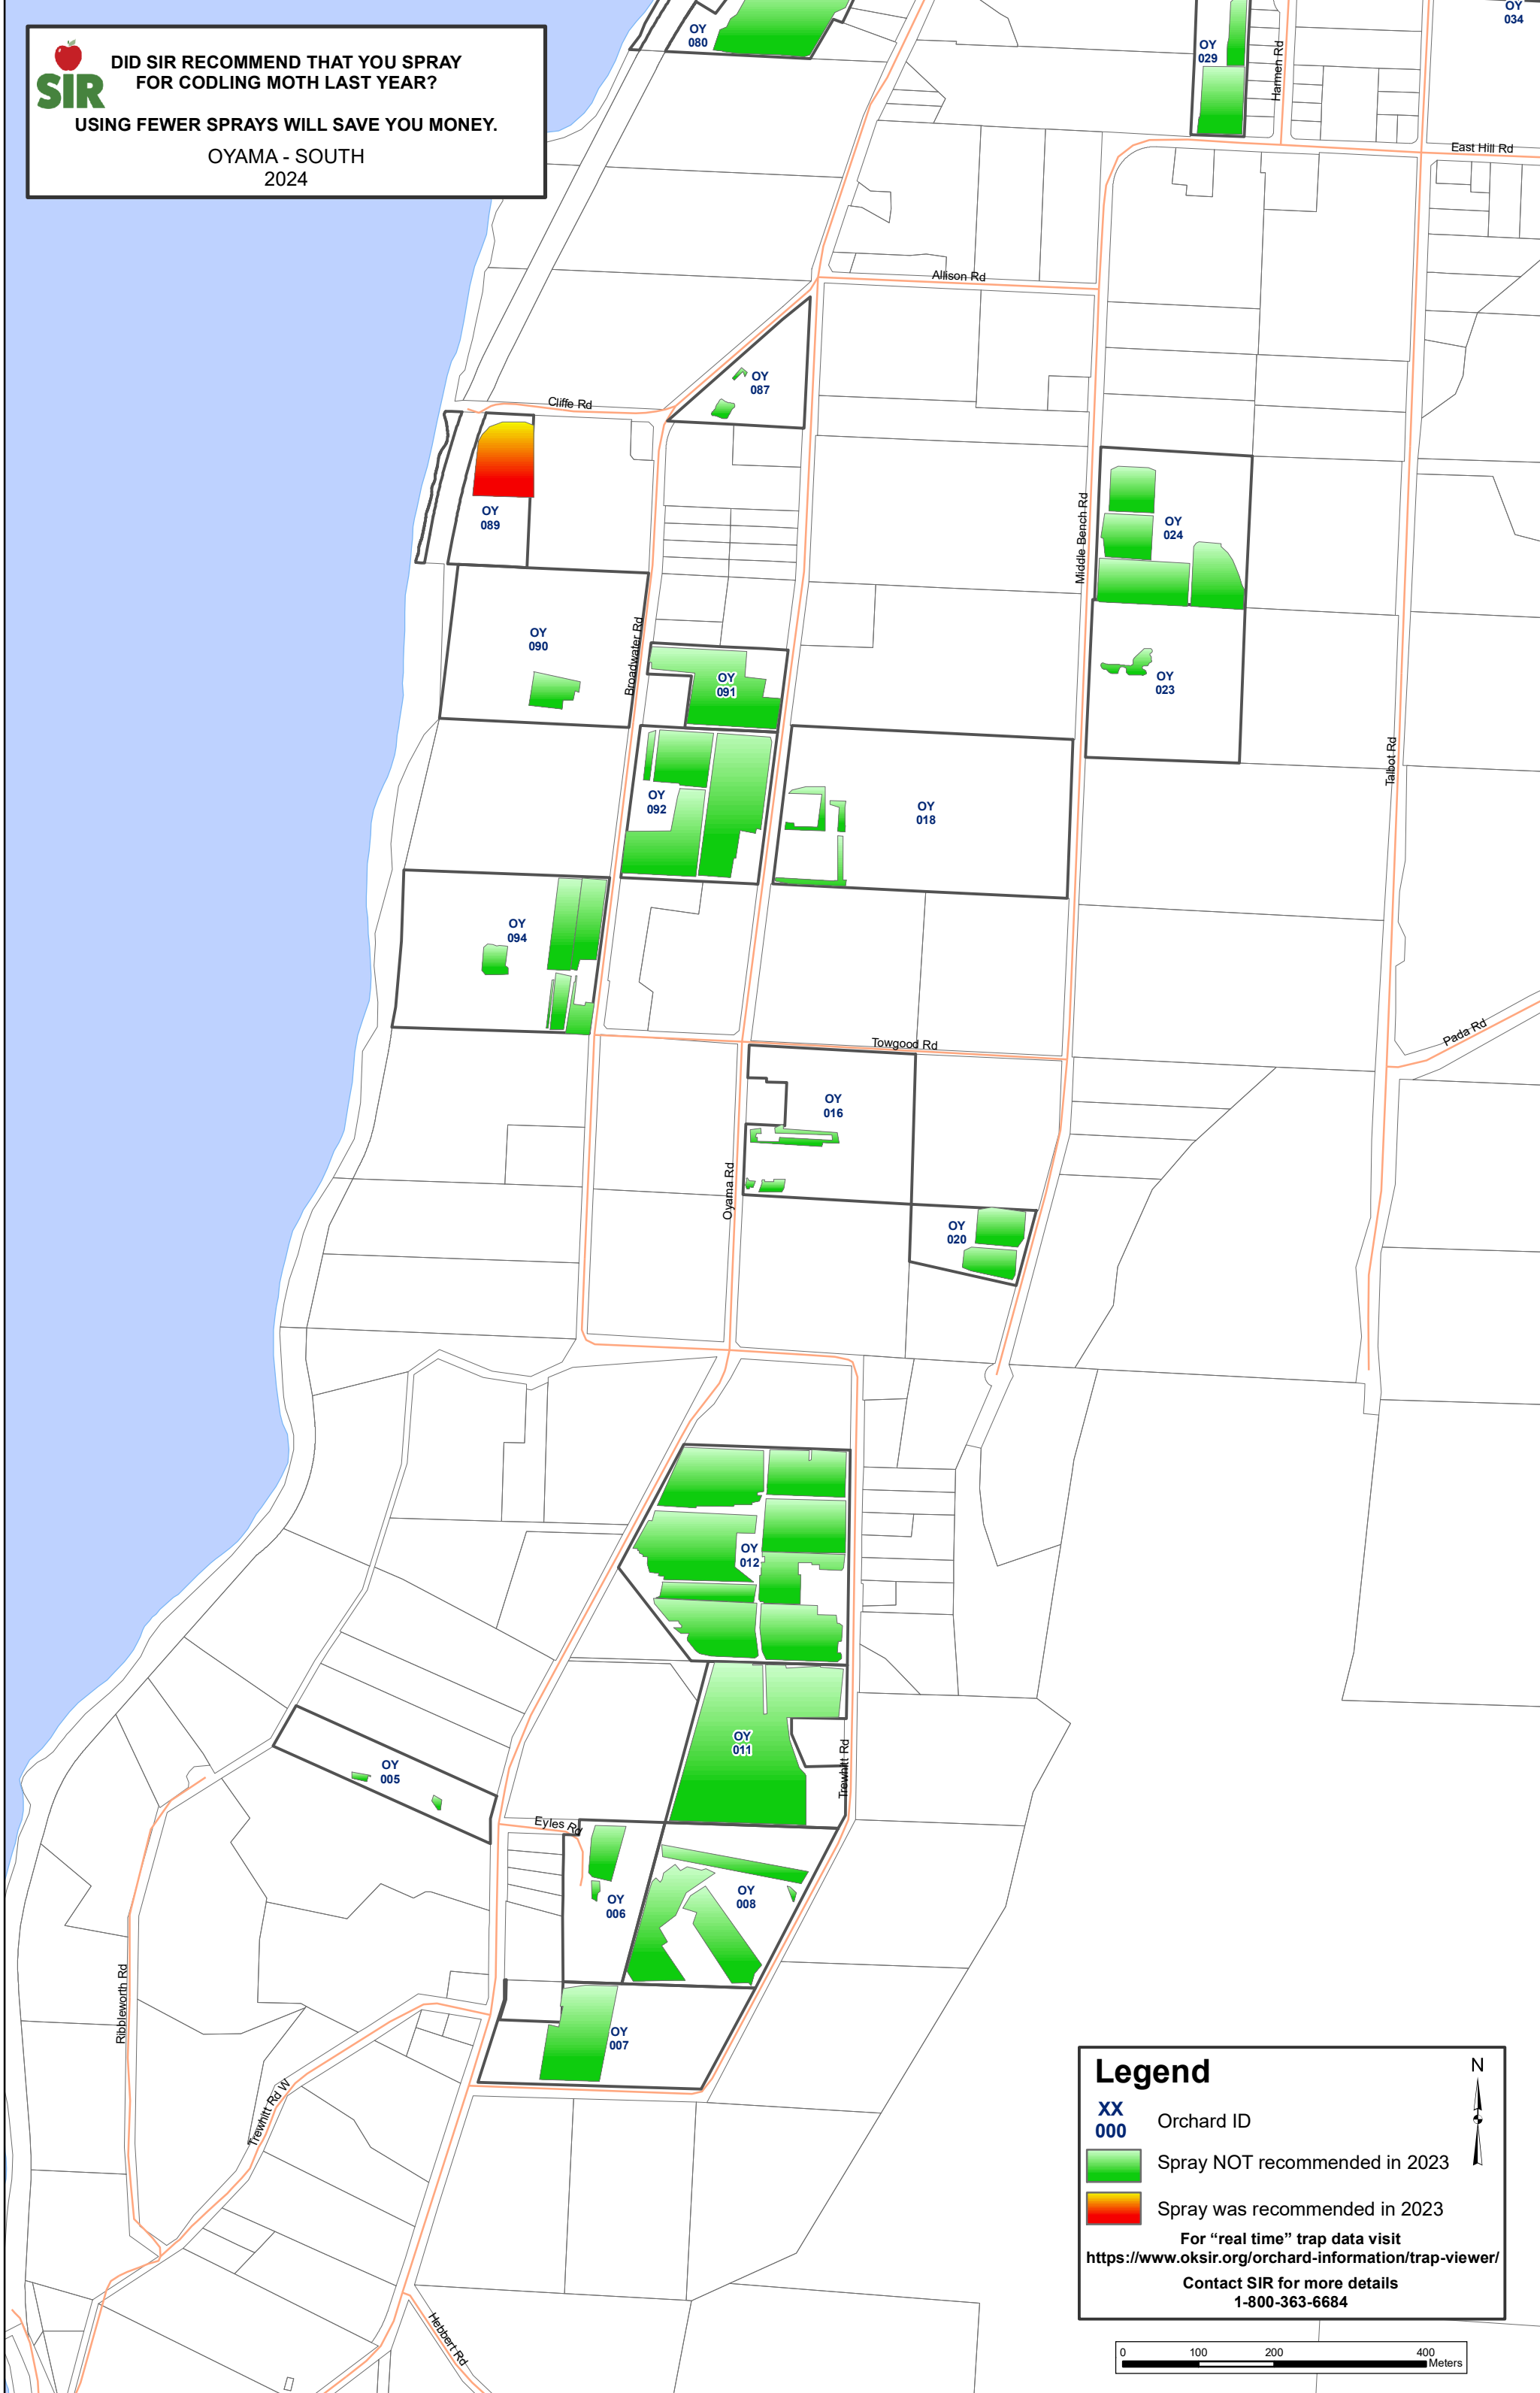 OY
034
OY
080
OY
029
Harmen Rd
SIR
DID SIR RECOMMEND THAT YOU SPRAY
FOR CODLING MOTH LAST YEAR?
USING FEWER SPRAYS WILL SAVE YOU MONEY.
OYAMA - SOUTH
2024
East Hill Rd
Allison Rd
OY
087
Cliffe Rd
OY
089
Middle Bench Rd
OY
024
OY
090
Broadwater Rd
OY
091
OY
023
Talbot Rd
OY
092
OY
018
OY
094
Towgood Rd
Pada Rd
OY
016
Oyama Rd
OY
020
OY
012
OY
011
Trewhitt Rd
OY
005
Eyles Rd
OY
006
OY
008
Ribbleworth Rd
OY
007
Trewhitt Rd W
Hebbert Rd
Legend
N
XX
000
Orchard ID
Spray NOT recommended in 2023
Spray was recommended in 2023
For “real time” trap data visit
https://www.oksir.org/orchard-information/trap-viewer/
Contact SIR for more details
1-800-363-6684
0 100 200 400
Meters